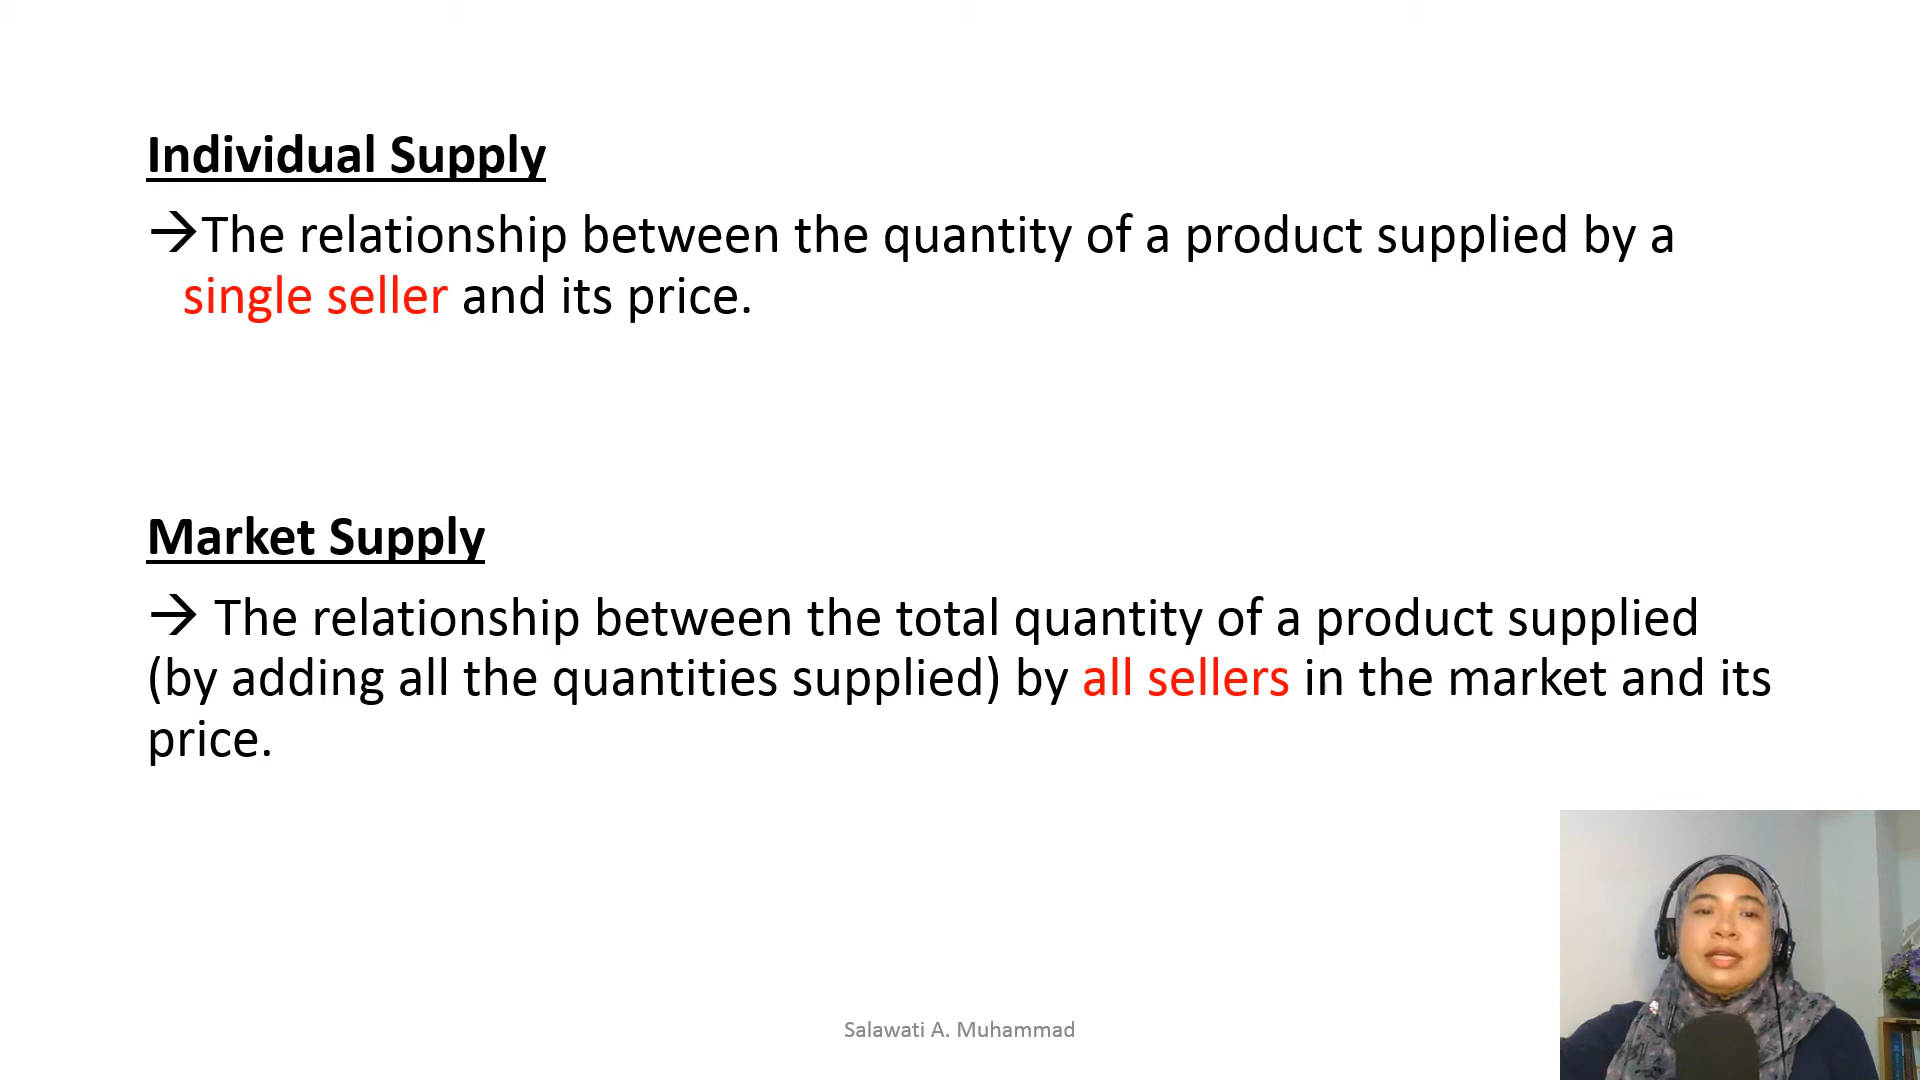 Individual Supply
→The relationship between the quantity of a product supplied by a
single seller and its price.
Market Supply
→ The relationship between the total quantity of a product supplied
(by adding all the quantities supplied) by all sellers in the market and its
price.
Salawati A. Muhammad